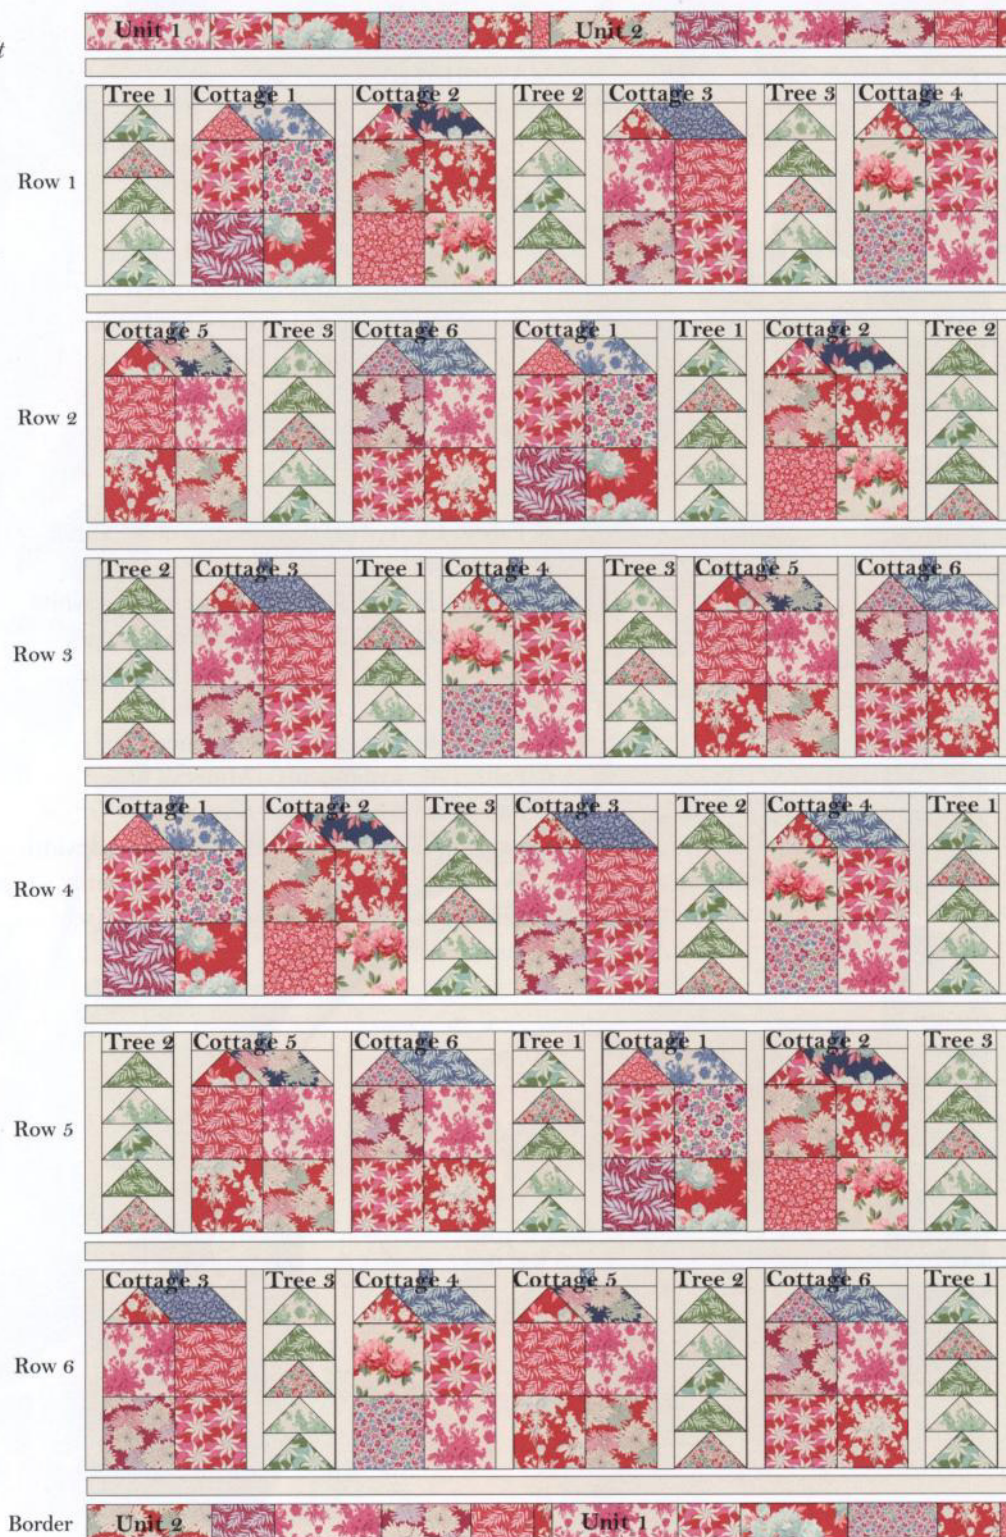 t
Unit 1 Unit 2
Tree 1 Cottage 1 Cottage 2 Tree 2 Cottage 3 Tree 3 Cottage 4
Row 1
Cottage 5 Tree 3 Cottage 6 Cottage 1 Tree 1 Cottage 2 Tree 2
Row 2
Tree 2 Cottage 3 Tree 1 Cottage 4 Tree 3 Cottage 5 Cottage 6
Row 3
Cottage 1 Cottage 2 Tree 3 Cottage 3 Tree 2 Cottage 4 Tree 1
Row 4
Tree 2 Cottage 5 Cottage 6 Tree 1 Cottage 1 Cottage 2 Tree 3
Row 5
Cottage 3 Tree 3 Cottage 4 Cottage 5 Tree 2 Cottage 6 Tree 1
Row 6
Border Unit 2 Unit 1